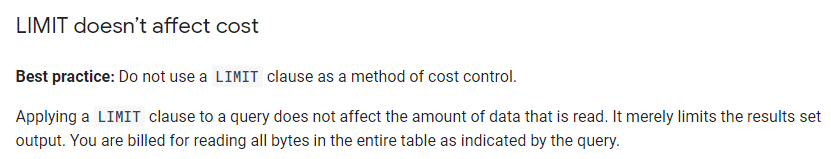 LIMIT doesn’t affect cost
Best practice: Do not use a LIMIT clause as a method of cost control.
Applying a LIMIT clause to a query does not affect the amount of data that is read. It merely limits the results set
output. You are billed for reading all bytes in the entire table as indicated by the query.